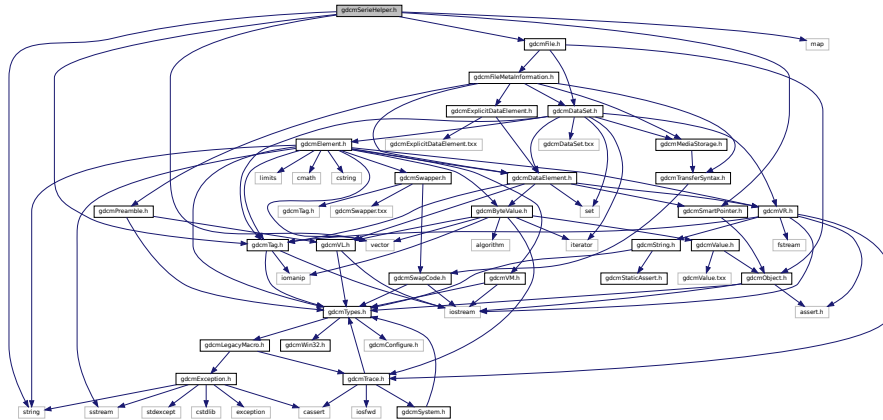 gdcmSerieHelper.h
gdcmFile.h
map
gdcmFileMetaInformation.h
gdcmExplicitDataElement.h
gdcmDataSet.h
gdcmElement.h
gdcmExplicitDataElement.txx
gdcmDataSet.txx
gdcmMediaStorage.h
limits
cmath
cstring
gdcmSwapper.h
gdcmDataElement.h
gdcmTransferSyntax.h
gdcmPreamble.h
gdcmTag.h
gdcmSwapper.txx
gdcmByteValue.h
set
gdcmSmartPointer.h
gdcmVR.h
gdcmTag.h
gdcmVL.h
vector
algorithm
iterator
gdcmString.h
gdcmValue.h
fstream
iomanip
gdcmSwapCode.h
gdcmVM.h
gdcmStaticAssert.h
gdcmValue.txx
gdcmObject.h
gdcmTypes.h
iostream
assert.h
gdcmLegacyMacro.h
gdcmWin32.h
gdcmConfigure.h
gdcmException.h
gdcmTrace.h
string
sstream
stdexcept
cstdlib
exception
cassert
iosfwd
gdcmSystem.h